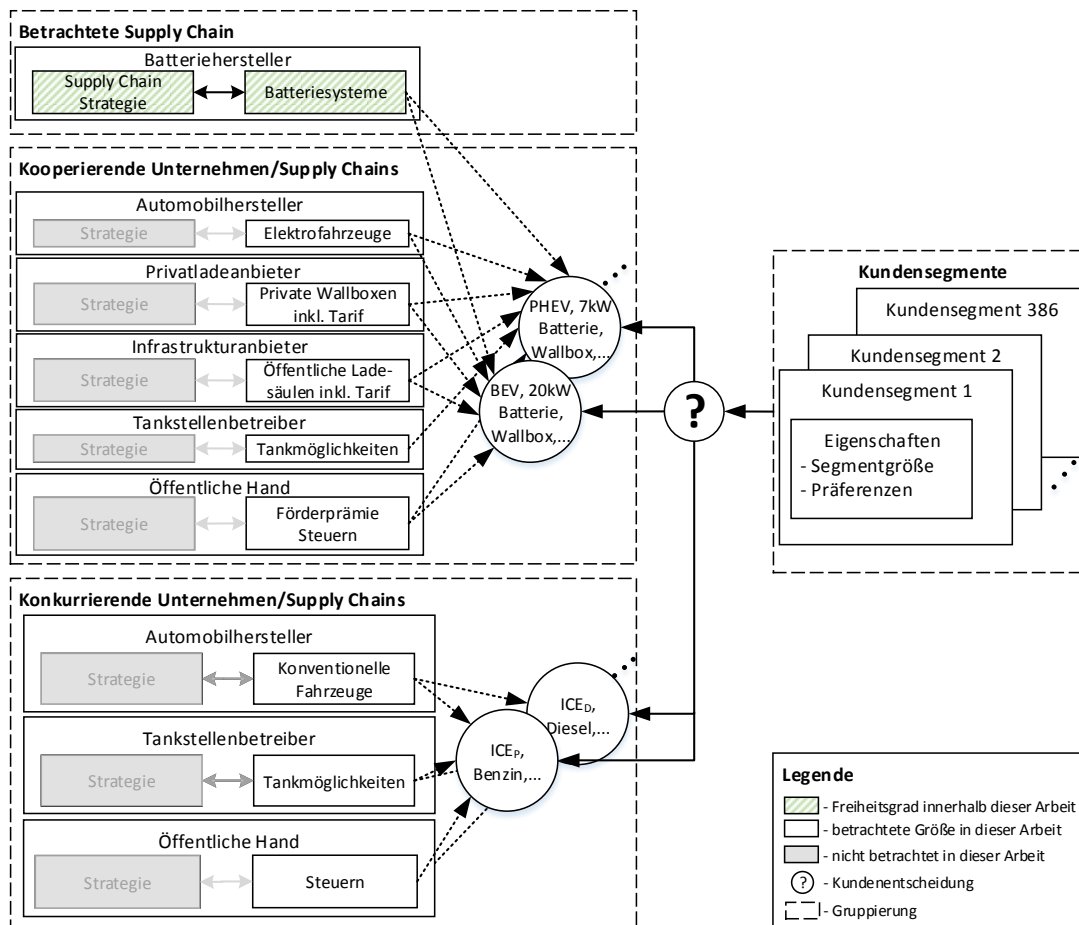 Betrachtete Supply Chain
Batteriehersteller
Supply Chain
Strategie
Batteriesysteme
Kooperierende Unternehmen/Supply Chains
Automobilhersteller
Strategie
Elektrofahrzeuge
Privatladeanbieter
Strategie
Private Wallboxen
inkl. Tarif
Infrastrukturanbieter
Strategie
Öffentliche Lade-
säulen inkl. Tarif
Tankstellenbetreiber
Strategie
Tankmöglichkeiten
Öffentliche Hand
Strategie
Förderprämie
Steuern
PHEV, 7kW
Batterie,
Wallbox,...
BEV, 20kW
Batterie,
Wallbox,...
?
Kundensegmente
Kundensegment 386
Kundensegment 2
Kundensegment 1
Eigenschaften
- Segmentgröße
- Präferenzen
Konkurrierende Unternehmen/Supply Chains
Automobilhersteller
Strategie
Konventionelle
Fahrzeuge
Tankstellenbetreiber
Strategie
Tankmöglichkeiten
Öffentliche Hand
Strategie
Steuern
ICE_D,
Diesel,...
ICE_P,
Benzin,...
Legende
- Freiheitsgrad innerhalb dieser Arbeit
- betrachtete Größe in dieser Arbeit
- nicht betrachtet in dieser Arbeit
? - Kundenentscheidung
- Gruppierung